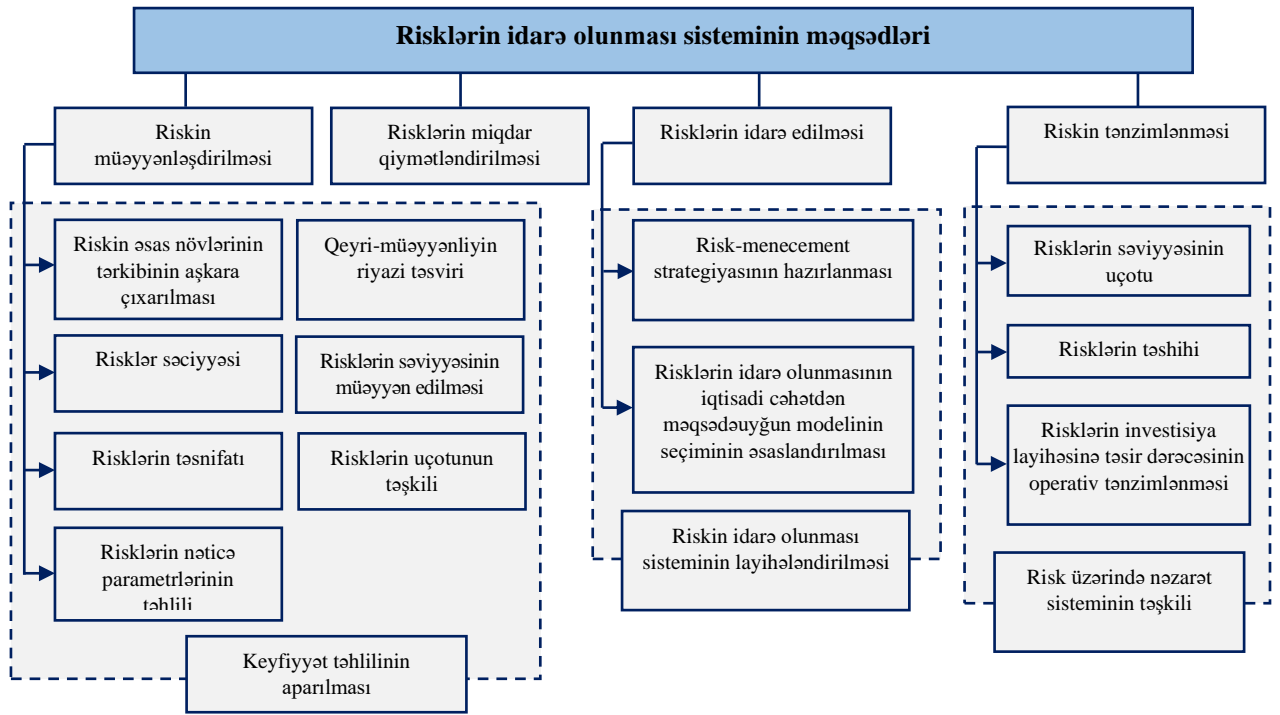 Risklərin idarə olunması sisteminin məqsədləri
Riskin
müəyyənləşdirilməsi
Risklərin miqdar
qiymətləndirilməsi
Risklərin idarə edilməsi
Riskin tənzimlənməsi
Riskin əsas növlərinin
tərkibinin aşkara
çıxarılması
Qeyri-müəyyənliyin
riyazi təsviri
Risklər səciyyəsi
Risklərin səviyyəsinin
müəyyən edilməsi
Risklərin təsnifatı
Risklərin uçotunun
təşkili
Risklərin nəticə
parametrlərinin
təhlili
Keyfiyyət təhlilinin
aparılması
Risk-menecement
strategiyasının hazırlanması
Risklərin idarə olunmasının
iqtisadi cəhətdən
məqsədəuyğun modelinin
seçiminin əsaslandırılması
Riskin idarə olunması
sisteminin layihələndirilməsi
Risklərin səviyyəsinin
uçotu
Risklərin təshihi
Risklərin investisiya
layihəsinə təsir dərəcəsinin
operativ tənzimlənməsi
Risk üzərində nəzarət
sisteminin təşkili